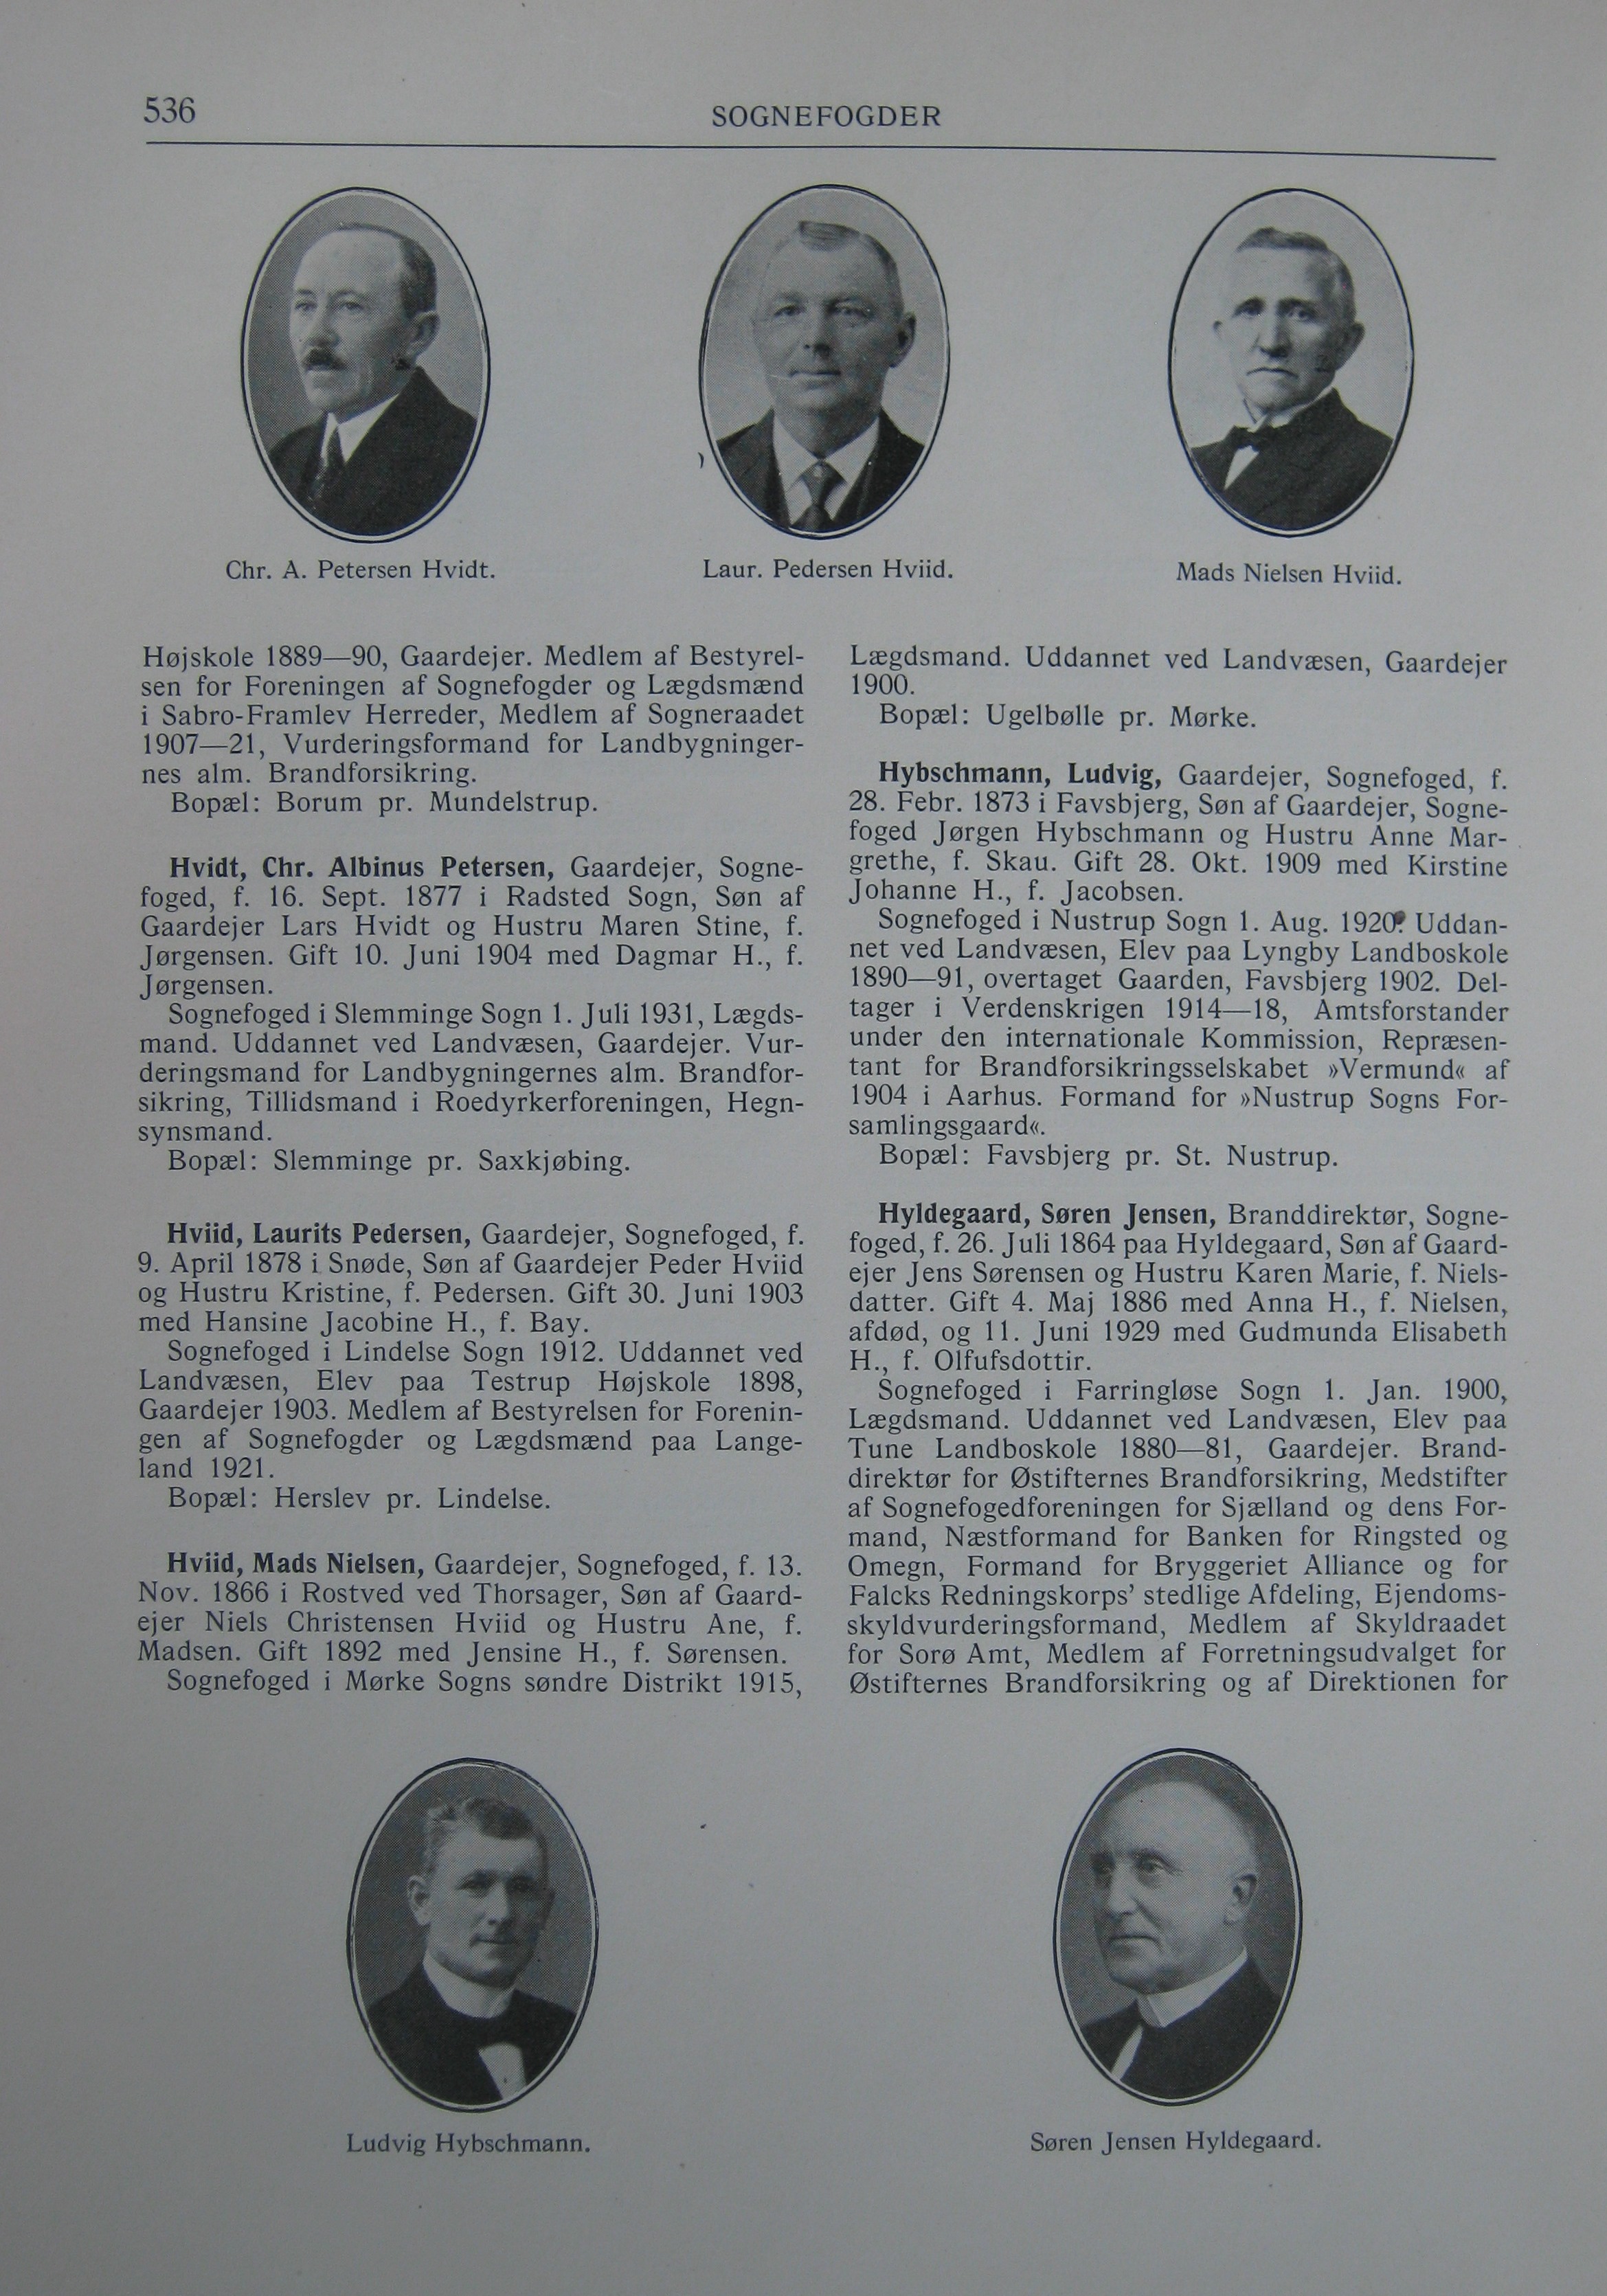 536
SOGNEFOGDER
Chr. A. Petersen Hvidt.
Laur. Pedersen Hviid.
Mads Nielsen Hviid.
Højskole 1889—90, Gaardejer. Medlem af Bestyrel-
sen for Foreningen af Sognefogder og Lægdsmænd
i Sabro-Framlev Herreder, Medlem af Sogneraadet
1907—21, Vurderingsformand for Landbygninger-
nes alm. Brandforsikring.
Bopæl: Borum pr. Mundelstrup.
Hvidt, Chr. Albinus Petersen, Gaardejer, Sogne-
foged, f. 16. Sept. 1877 i Radsted Sogn, Søn af
Gaardejer Lars Hvidt og Hustru Maren Stine, f.
Jørgensen. Gift 10. Juni 1904 med Dagmar H., f.
Jørgensen.
Sognefoged i Slemminge Sogn 1. Juli 1931, Lægds-
mand. Uddannet ved Landvæsen, Gaardejer. Vur-
deringsmand for Landbygningernes alm. Brandfor-
sikring, Tillidsmand i Roedyrkerforeningen, Hegn-
synsmand.
Bopæl: Slemminge pr. Saxkjøbing.
Hviid, Laurits Pedersen, Gaardejer, Sognefoged, f.
9. April 1878 i Snøde, Søn af Gaardejer Peder Hviid
og Hustru Kristine, f. Pedersen. Gift 30. Juni 1903
med Hansine Jacobine H., f. Bay.
Sognefoged i Lindelse Sogn 1912. Uddannet ved
Landvæsen, Elev paa Testrup Højskole 1898,
Gaardejer 1903. Medlem af Bestyrelsen for Forenin-
gen af Sognefogder og Lægdsmænd paa Lange-
land 1921.
Bopæl: Herslev pr. Lindelse.
Hviid, Mads Nielsen, Gaardejer, Sognefoged, f. 13.
Nov. 1866 i Rostved ved Thorsager, Søn af Gaard-
ejer Niels Christensen Hviid og Hustru Ane, f.
Madsen. Gift 1892 med Jensine H., f. Sørensen.
Sognefoged i Mørke Sogns søndre Distrikt 1915,
Lægdsmand. Uddannet ved Landvæsen, Gaardejer
1900.
Bopæl: Ugelbølle pr. Mørke.
Hybschmann, Ludvig, Gaardejer, Sognefoged, f.
28. Febr. 1873 i Favsbjerg, Søn af Gaardejer, Sogne-
foged Jørgen Hybschmann og Hustru Anne Mar-
grethe, f. Skau. Gift 28. Okt. 1909 med Kirstine
Johanne H., f. Jacobsen.
Sognefoged i Nustrup Sogn 1. Aug. 1920. Uddan-
net ved Landvæsen, Elev paa Lyngby Landboskole
1890—91, overtaget Gaarden, Favsbjerg 1902. Del-
tager i Verdenskrigen 1914—18, Amtsforstander
under den internationale Kommission, Repræsen-
tant for Brandforsikringsselskabet »Vermund« af
1904 i Aarhus. Formand for »Nustrup Sogns For-
samlingsgaard«.
Bopæl: Favsbjerg pr. St. Nustrup.
Hyldegaard, Søren Jensen, Branddirektør, Sogne-
foged, f. 26. Juli 1864 paa Hyldegaard, Søn af Gaard-
ejer Jens Sørensen og Hustru Karen Marie, f. Niels-
datter. Gift 4. Maj 1886 med Anna H., f. Nielsen,
afdød, og 11. Juni 1929 med Gudmunda Elisabeth
H., f. Olfufsdottir.
Sognefoged i Farringløse Sogn 1. Jan. 1900,
Lægdsmand. Uddannet ved Landvæsen, Elev paa
Tune Landboskole 1880—81, Gaardejer. Brand-
direktør for Østifternes Brandforsikring, Medstifter
af Sognefogedforeningen for Sjælland og dens For-
mand, Næstformand for Banken for Ringsted og
Omegn, Formand for Bryggeriet Alliance og for
Falcks Redningskorps' stedlige Afdeling, Ejendoms-
skyldvurderingsformand, Medlem af Skyldraadet
for Sorø Amt, Medlem af Forretningsudvalget for
Østifternes Brandforsikring og af Direktionen for
Ludvig Hybschmann.
Søren Jensen Hyldegaard.